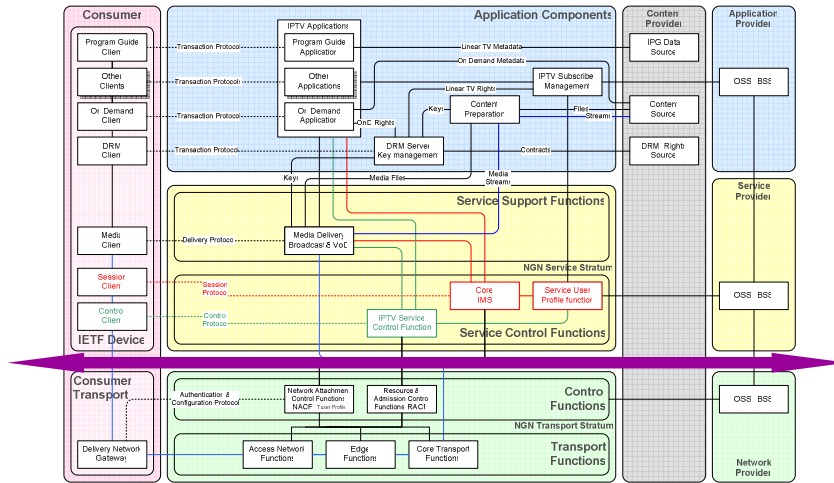 Consumer
Application Components
Conten
Provider
Application
Provider
IPTV Applications
Program Guide
Client
Transaction Protocol
Program Guide
Application
Linear TV Metadata
IPG Data
Source
On Demand Metadata
Other
Clients
Transaction Protocols
Other
Applications
IPTV Subscribe
Management
OSS BSS
Linear TV Rights
On Demand
Client
Transaction Protocol
On Demand
Application
Keys
Content
Preparation
Files
Streams
Content
Source
OnD Rights
DRM
Client
Transaction Protocol
DRM Server
Key management
Contracts
DRM Rights
Source
Keys
Media Files
Media
Streams
Service Support Functions
Service
Provider
Media
Client
Delivery Protocol
Media Delivery
Broadcast & VoD
NGN Service Stratum
Session
Client
Session
Protocol
Core
IMS
Service User
Profile function
OSS BSS
Control
Client
Control
Protocol
IPTV Service
Control Function
IETF Device
Service Control Functions
Consumer
Transport
Authentication &
Configuration Protocol
Network Attachment
Control Functions
NACF Tuser Profile
Resource &
Admission Control
Functions RACF
Contro
Functions
OSS BSS
NGN Transport Stratum
Delivery Network
Gateway
Access Network
Functions
Edge
Functions
Core Transport
Functions
Transport
Functions
Network
Provider